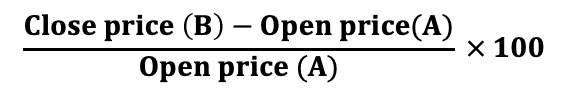 Close price (B) − Open price(A)
Open price (A)
× 100